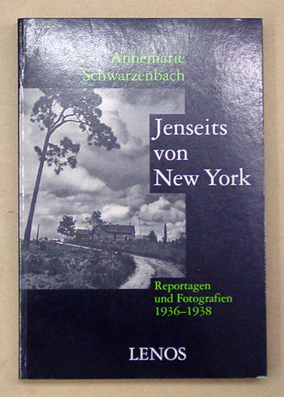 Annemarie
Schwarzenbach
Jenseits
von
New York
Reportagen
und Fotografien
1936–1938
LENOS